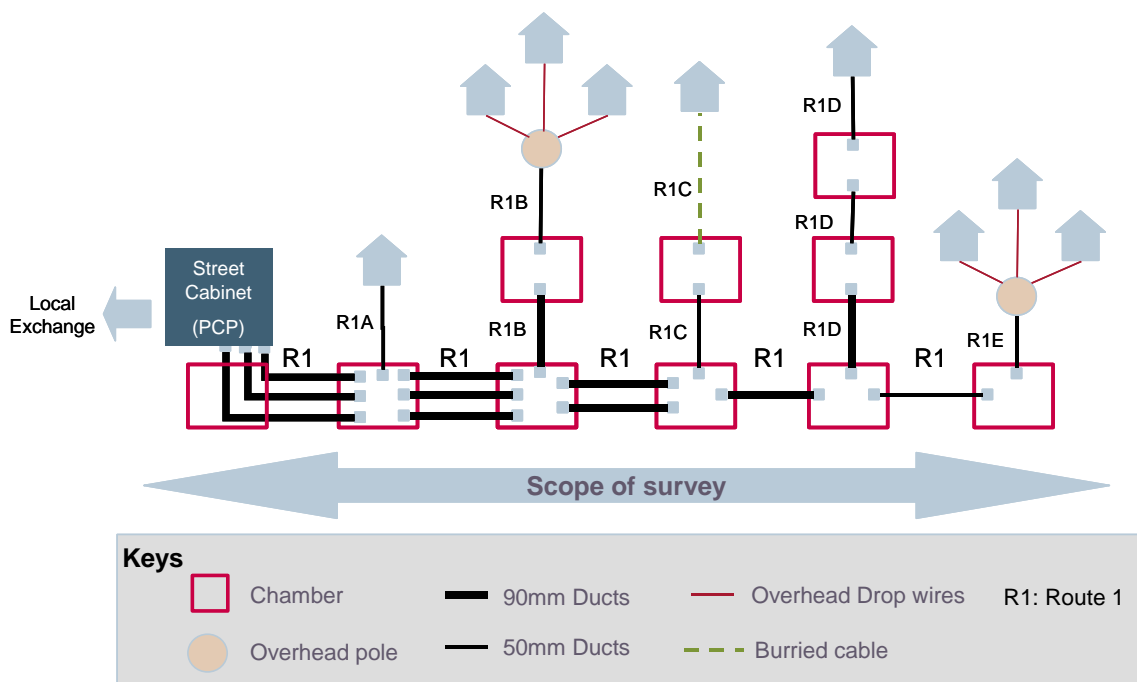 R1D
R1C
R1B
R1D
Street
Cabinet
(PCP)
Local
Exchange
R1A
R1B
R1C
R1D
R1E
R1
R1
R1
R1
R1
Scope of survey
Keys
Chamber
90mm Ducts
Overhead Drop wires
R1: Route 1
Overhead pole
50mm Ducts
Burried cable